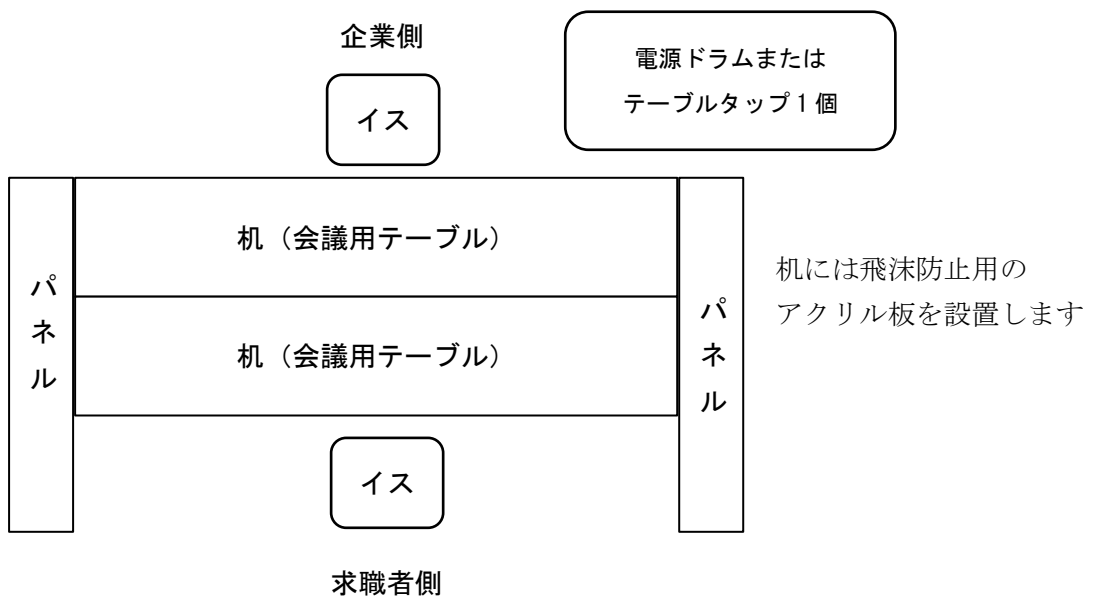 企業側
電源ドラムまたは
テーブルタップ１個
イス
机（会議用テーブル）
机には飛沫防止用の
アクリル板を設置します
パネル
パネル
机（会議用テーブル）
イス
求職者側